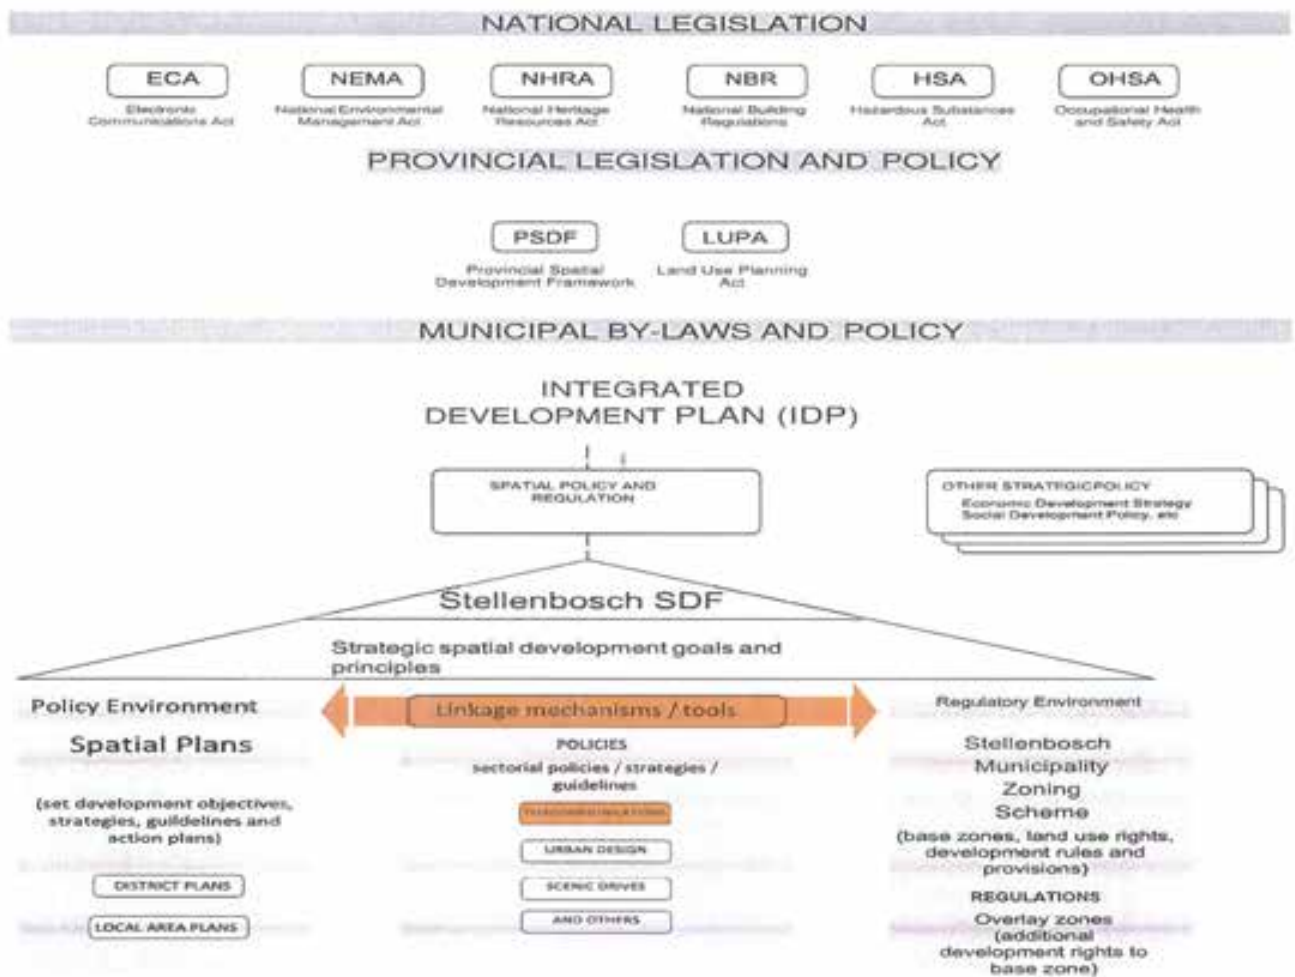 NATIONAL LEGISLATION
ECA
NEMA
NHRA
NBR
HSA
OHSA
Electronic
Communications Act
National Environmental
Management Act
National Heritage
Resources Act
National Building
Regulations
Hazardous Substances
Act
Occupational Health
and Safety Act
PROVINCIAL LEGISLATION AND POLICY
PSDF
LUPA
Provincial Spatial
Development Framework
Land Use Planning
Act
MUNICIPAL BY-LAWS AND POLICY
INTEGRATED
DEVELOPMENT PLAN (IDP)
SPATIAL POLICY AND
REGULATION
OTHER STRATEGICPOLICY
Economic Development Strategy
Social Development Policy, etc
Stellenbosch SDF
Strategic spatial development goals and
principles
Policy Environment
Linkage mechanisms / tools
Regulatory Environment
Spatial Plans
(set development objectives,
strategies, guildelines and
action plans)
DISTRICT PLANS
LOCAL AREA PLANS
POLICIES
sectorial policies / strategies /
guidelines
URBAN DESIGN
SCENIC DRIVES
AND OTHERS
Stellenbosch
Municipality
Zoning
Scheme
(base zones, land use rights,
development rules and
provisions)
REGULATIONS
Overlay zones
(additional
development rights to
base zone)